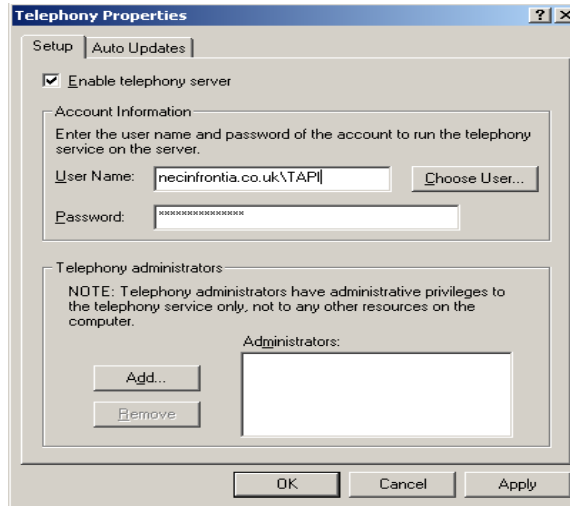 Telephony Properties
Setup
Auto Updates
Enable telephony server
Account Information
Enter the user name and password of the account to run the telephony
service on the server.
User Name:
necinfrontia.co.uk\TAPI
Choose User...
Password:
***************
Telephony administrators
NOTE: Telephony administrators have administrative privileges to
the telephony service only, not to any other resources on the
computer.
Administrators:
Add...
Remove
OK
Cancel
Apply